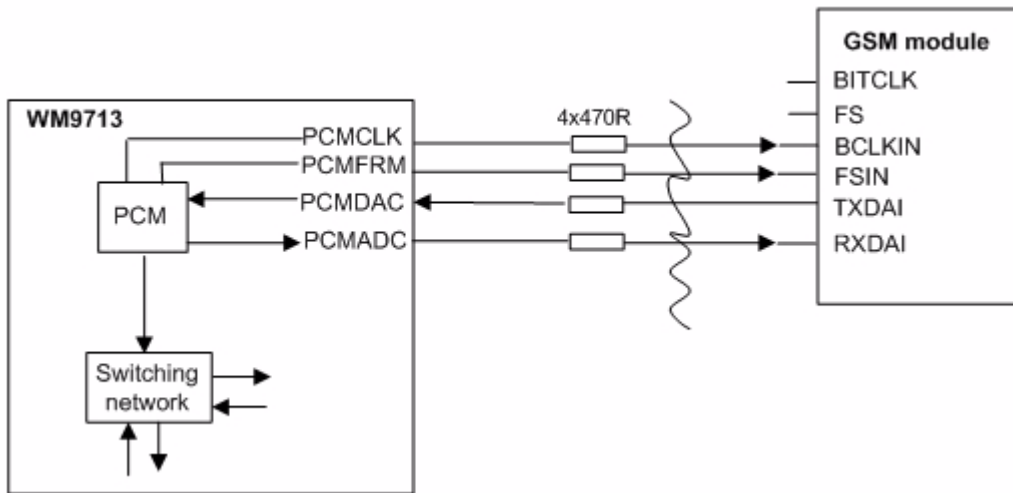 GSM module
BITCLK
FS
BCLKIN
FSIN
TXDAI
RXDAI
WM9713
PCMCLK
PCMFRM
PCMDAC
PCMADC
4x470R
PCM
Switching
network